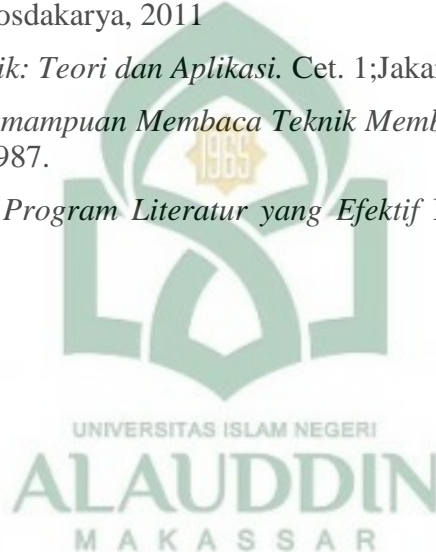 osdakarya, 2011
ik: Teori dan Aplikasi. Cet. 1;Jakar
mampuan Membaca Teknik Memb
987.
Program Literatur yang Efektif
1965
UNIVERSITAS ISLAM NEGERI
ALAUDDIN
MAKASSAR